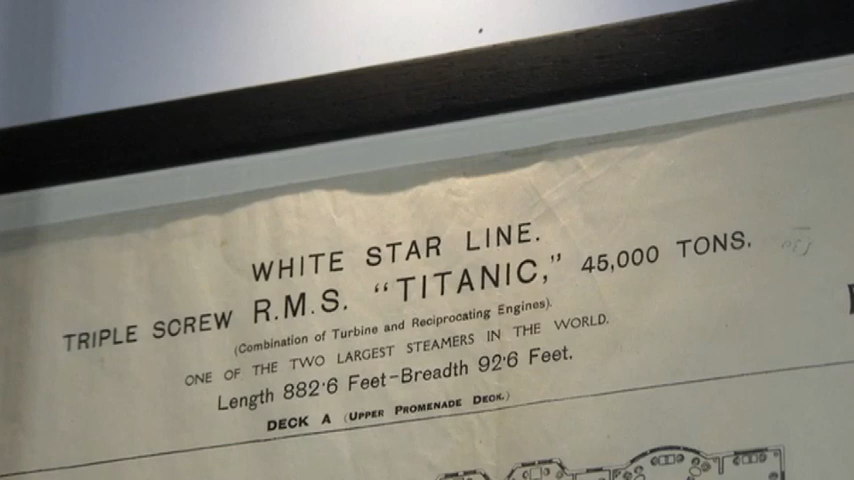 WHITE STAR LINE.
TRIPLE SCREW R.M.S. “TITANIC,” 45,000 TONS.
(Combination of Turbine and Reciprocating Engines).
ONE OF THE TWO LARGEST STEAMERS IN THE WORLD.
Length 882·6 Feet–Breadth 92·6 Feet.
DECK A (UPPER PROMENADE DECK.)